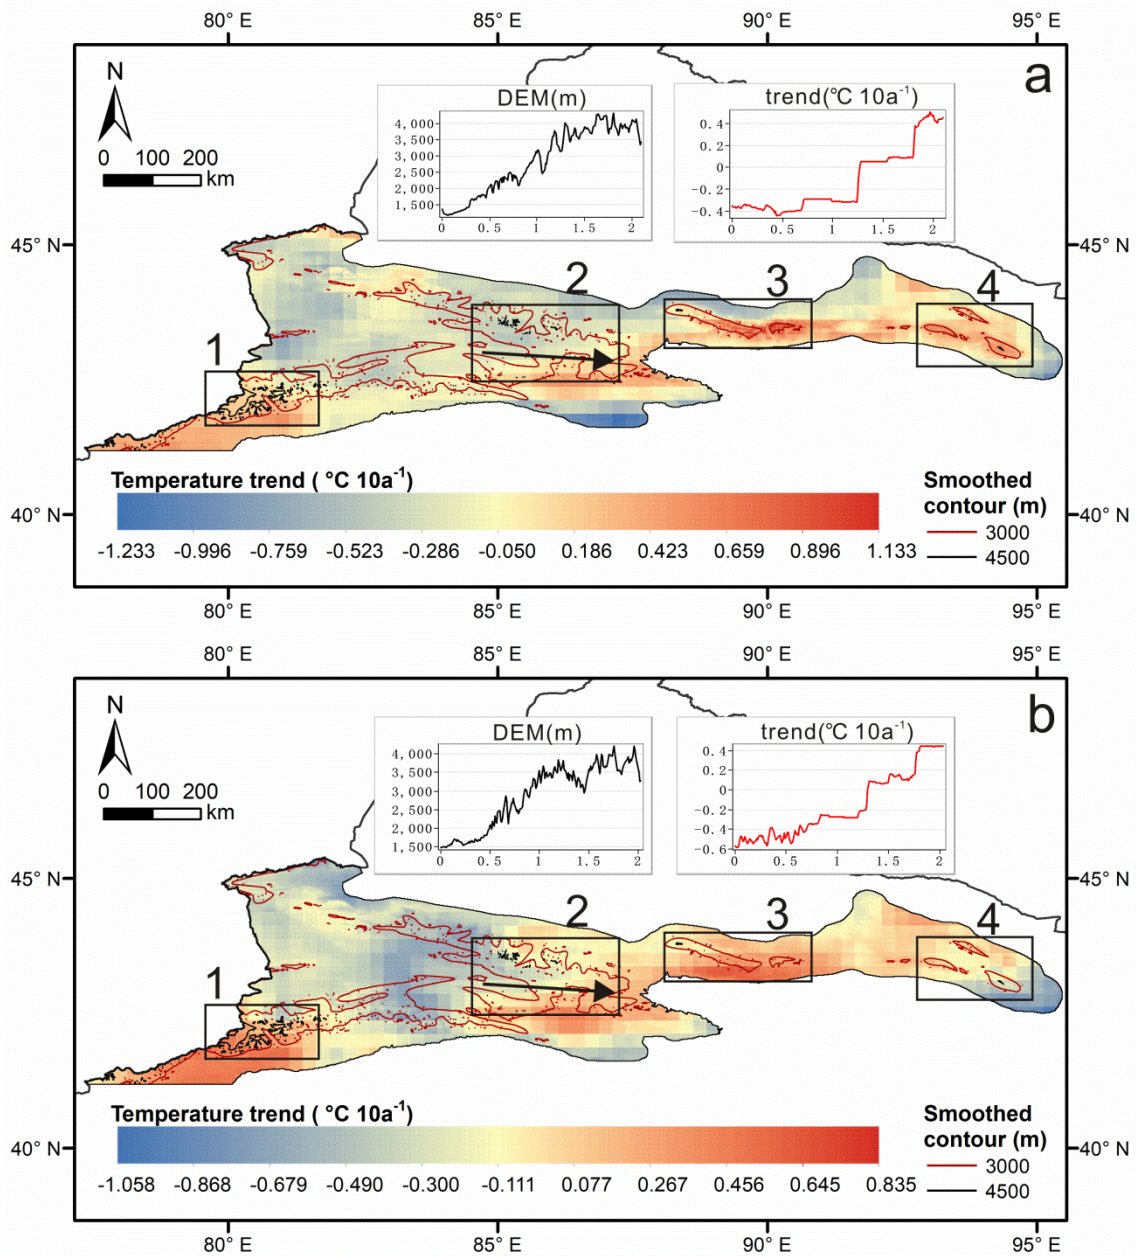 80° E 85° E 90° E 95° E
a
N
0 100 200
km
DEM(m)
4,000
3,500
3,000
2,500
2,000
1,500
0 0.5 1 1.5 2
trend(℃ 10a⁻¹)
0.4
0.2
0
-0.2
-0.4
0 0.5 1 1.5 2
45° N 45° N
1 2 3 4
Temperature trend ( °C 10a⁻¹)
-1.233 -0.996 -0.759 -0.523 -0.286 -0.050 0.186 0.423 0.659 0.896 1.133
Smoothed
contour (m)
3000
4500
40° N 40° N
80° E 85° E 90° E 95° E
80° E 85° E 90° E 95° E
b
N
0 100 200
km
DEM(m)
4,000
3,500
3,000
2,500
2,000
1,500
0 0.5 1 1.5 2
trend(℃ 10a⁻¹)
0.4
0.2
0
-0.2
-0.4
-0.6
0 0.5 1 1.5 2
45° N 45° N
1 2 3 4
Temperature trend ( °C 10a⁻¹)
-1.058 -0.868 -0.679 -0.490 -0.300 -0.111 0.077 0.267 0.456 0.645 0.835
Smoothed
contour (m)
3000
4500
40° N 40° N
80° E 85° E 90° E 95° E